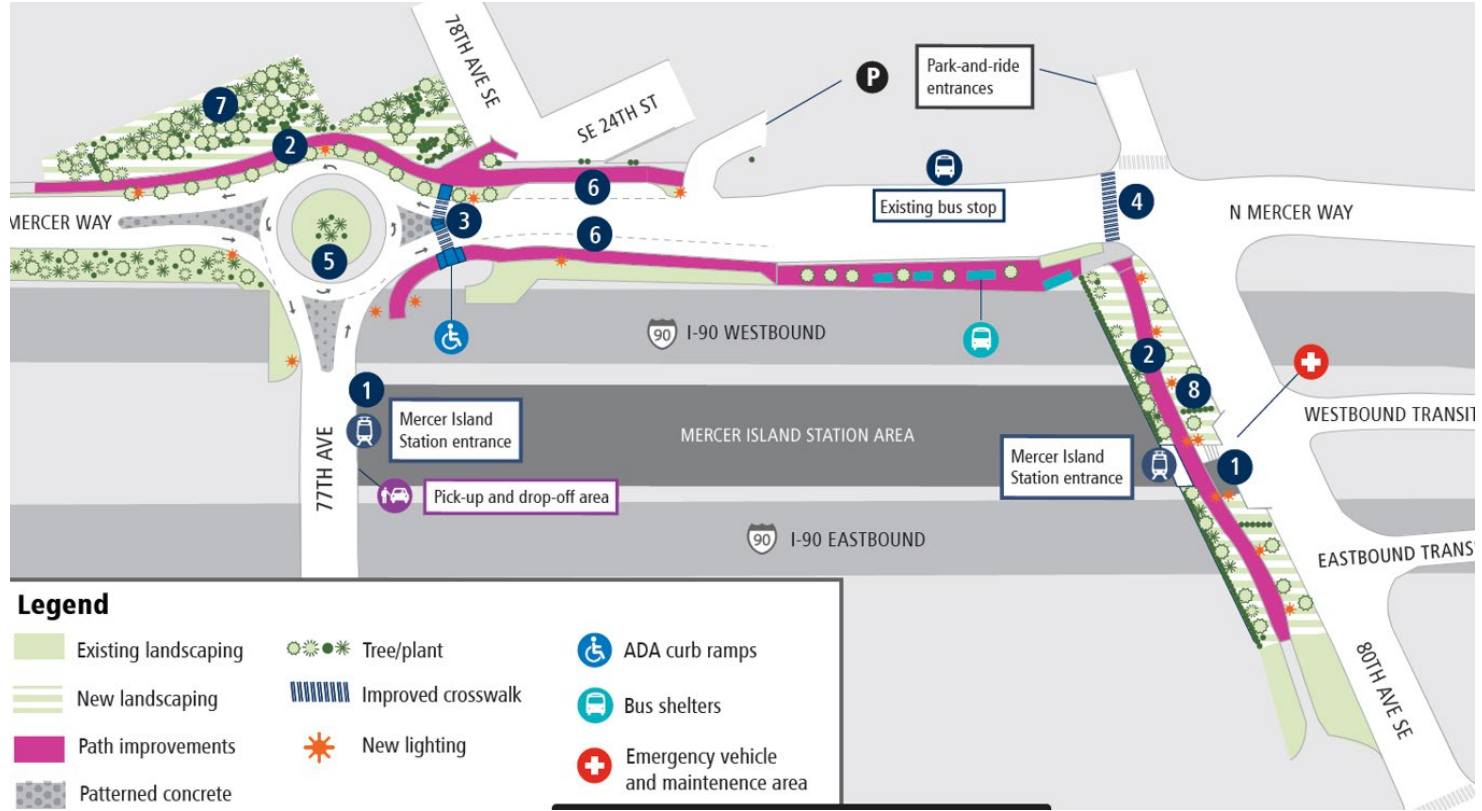 78TH AVE SE
SE 24TH ST
P
Park-and-ride
entrances
7
2
3
6
Existing bus stop
4
N MERCER WAY
MERCER WAY
5
6
90 I-90 WESTBOUND
2
8
1
Mercer Island
Station entrance
MERCER ISLAND STATION AREA
WESTBOUND TRANSIT
77TH AVE
Mercer Island
Station entrance
1
Pick-up and drop-off area
90 I-90 EASTBOUND
EASTBOUND TRANS
80TH AVE SE
Legend
Existing landscaping
New landscaping
Path improvements
Patterned concrete
Tree/plant
Improved crosswalk
New lighting
ADA curb ramps
Bus shelters
Emergency vehicle
and maintenence area